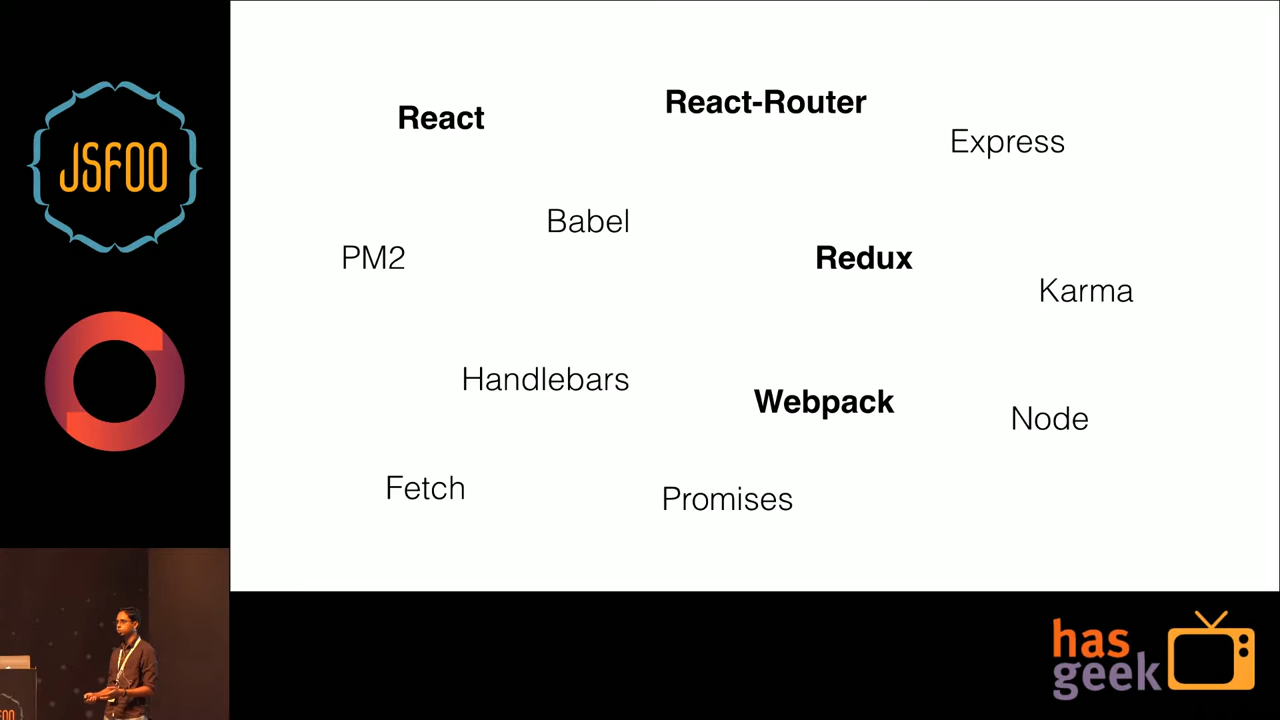 JSFOO
React
React-Router
Express
Babel
PM2
Redux
Karma
Handlebars
Webpack
Node
Fetch
Promises
has
geek